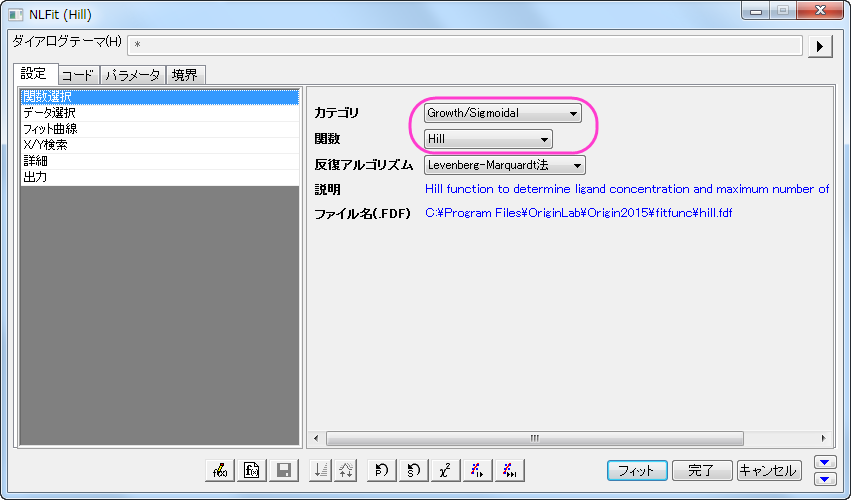 NLFit (Hill)
ダイアログテーマ(H) *
設定 コード パラメータ 境界
関数選択
データ選択
フィット曲線
X/Y検索
詳細
出力
カテゴリ Growth/Sigmoidal
関数 Hill
反復アルゴリズム Levenberg-Marquardt法
説明 Hill function to determine ligand concentration and maximum number of
ファイル名(.FDF) C:¥Program Files¥OriginLab¥Origin2015¥fitfunc¥hill.fdf
フィット 完了 キャンセル